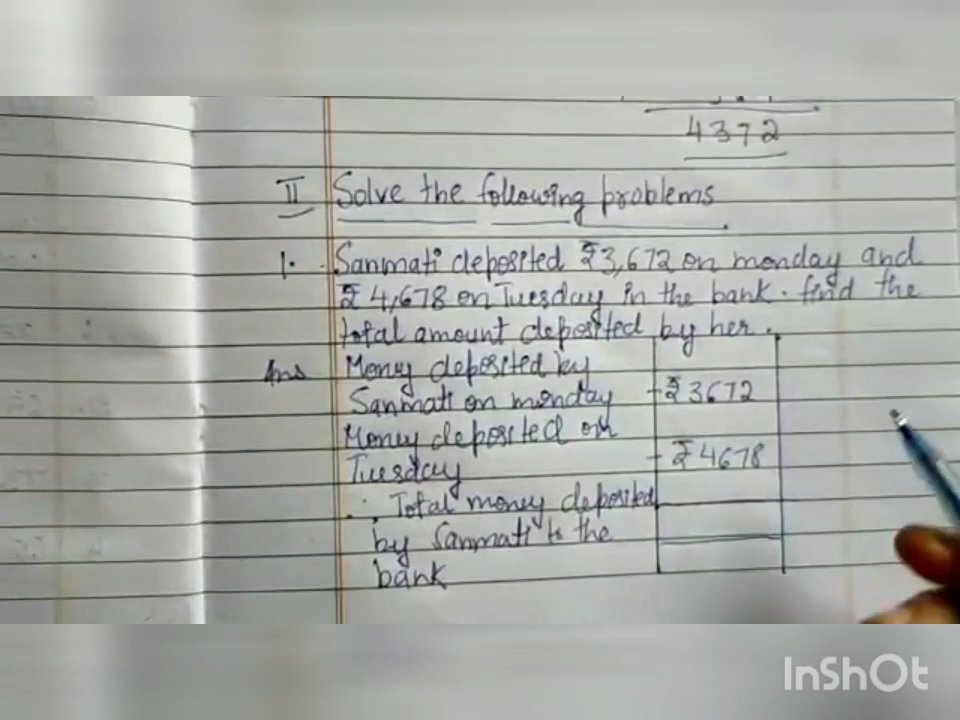 4372
II Solve the following problems
1. Sanmati deposited ₹3,672 on monday and
₹4,678 on Tuesday in the bank. find the
total amount deposited by her.
Ans Money deposited by
Sanmati on monday - ₹3672
Money deposited on
Tuesday - ₹4678
∴ Total money deposited
by Sanmati to the
bank
InShOt